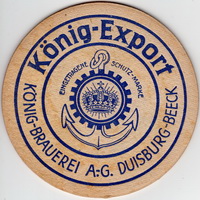 König-Export
EINGETRAGENE SCHUTZ-MARKE
KÖNIG-BRAUEREI A.G. DUISBURG-BEECK